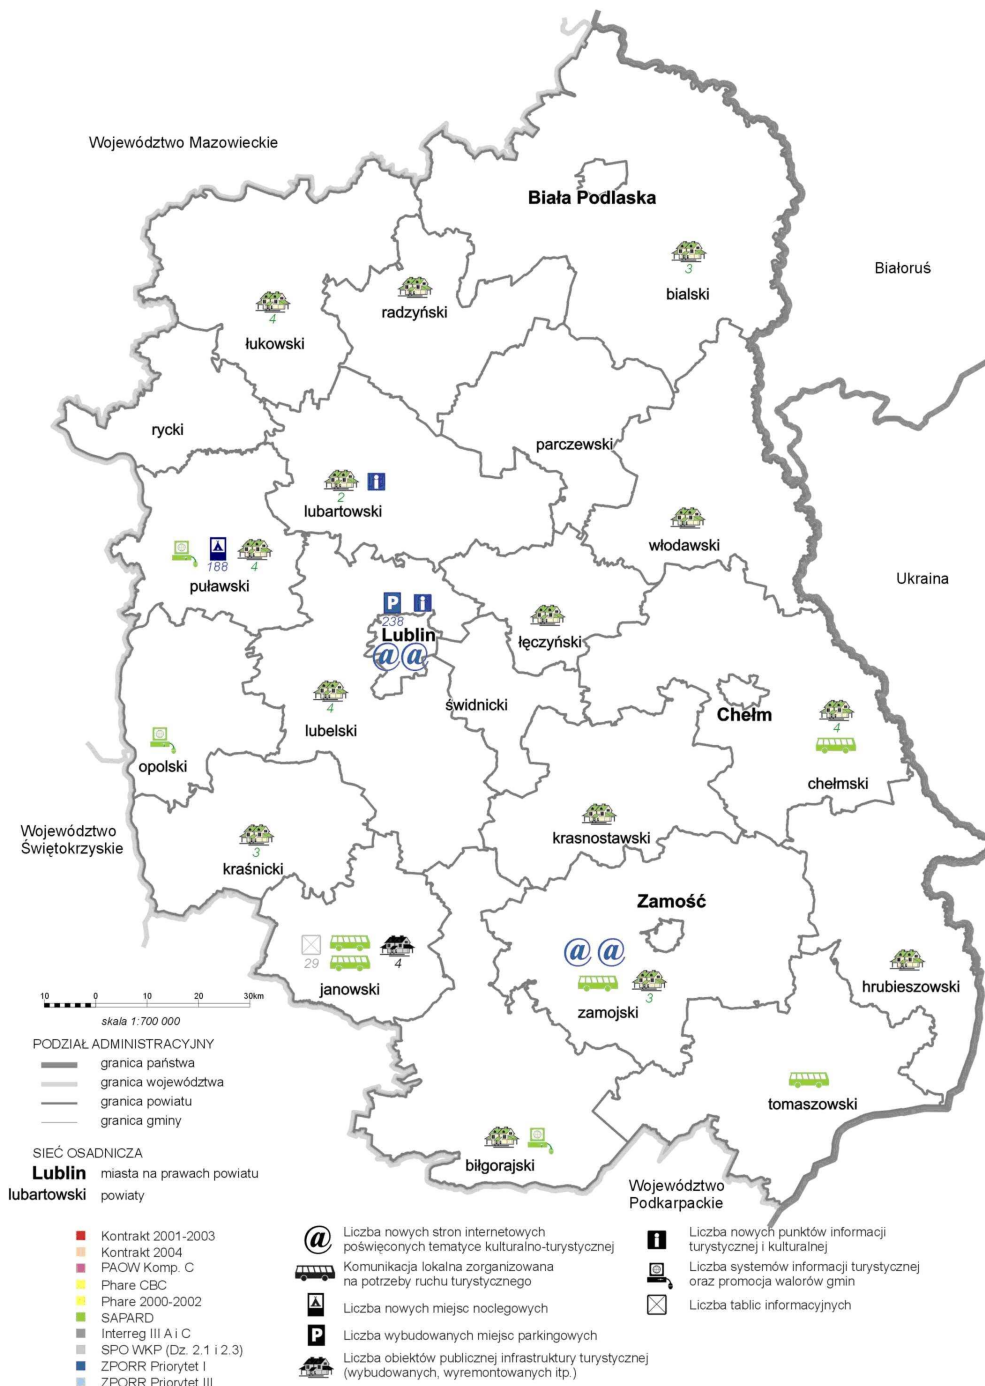 Województwo Mazowieckie
Biała Podlaska
Białoruś
3
bialski
radzyński
4
łukowski
rycki
parczewski
2
lubartowski
włodawski
188
4
puławski
Ukraina
238
Lublin
łęczyński
świdnicki
4
lubelski
Chełm
4
chełmski
opolski
Województwo
Świętokrzyskie
3
kraśnicki
krasnostawski
Zamość
29
4
janowski
3
zamojski
hrubieszowski
tomaszowski
biłgorajski
Województwo
Podkarpackie
10 0 10 20 30km
skala 1:700 000
PODZIAŁ ADMINISTRACYJNY
granica państwa
granica województwa
granica powiatu
granica gminy
SIEĆ OSADNICZA
Lublin miasta na prawach powiatu
lubartowski powiaty
Kontrakt 2001-2003
Kontrakt 2004
PAOW Komp. C
Phare CBC
Phare 2000-2002
SAPARD
Interreg III A i C
SPO WKP (Dz. 2.1 i 2.3)
ZPORR Priorytet I
ZPORR Priorytet III
Liczba nowych stron internetowych
poświęconych tematyce kulturalno-turystycznej
Komunikacja lokalna zorganizowana
na potrzeby ruchu turystycznego
Liczba nowych miejsc noclegowych
Liczba wybudowanych miejsc parkingowych
Liczba obiektów publicznej infrastruktury turystycznej
(wybudowanych, wyremontowanych itp.)
Liczba nowych punktów informacji
turystycznej i kulturalnej
Liczba systemów informacji turystycznej
oraz promocja walorów gmin
Liczba tablic informacyjnych